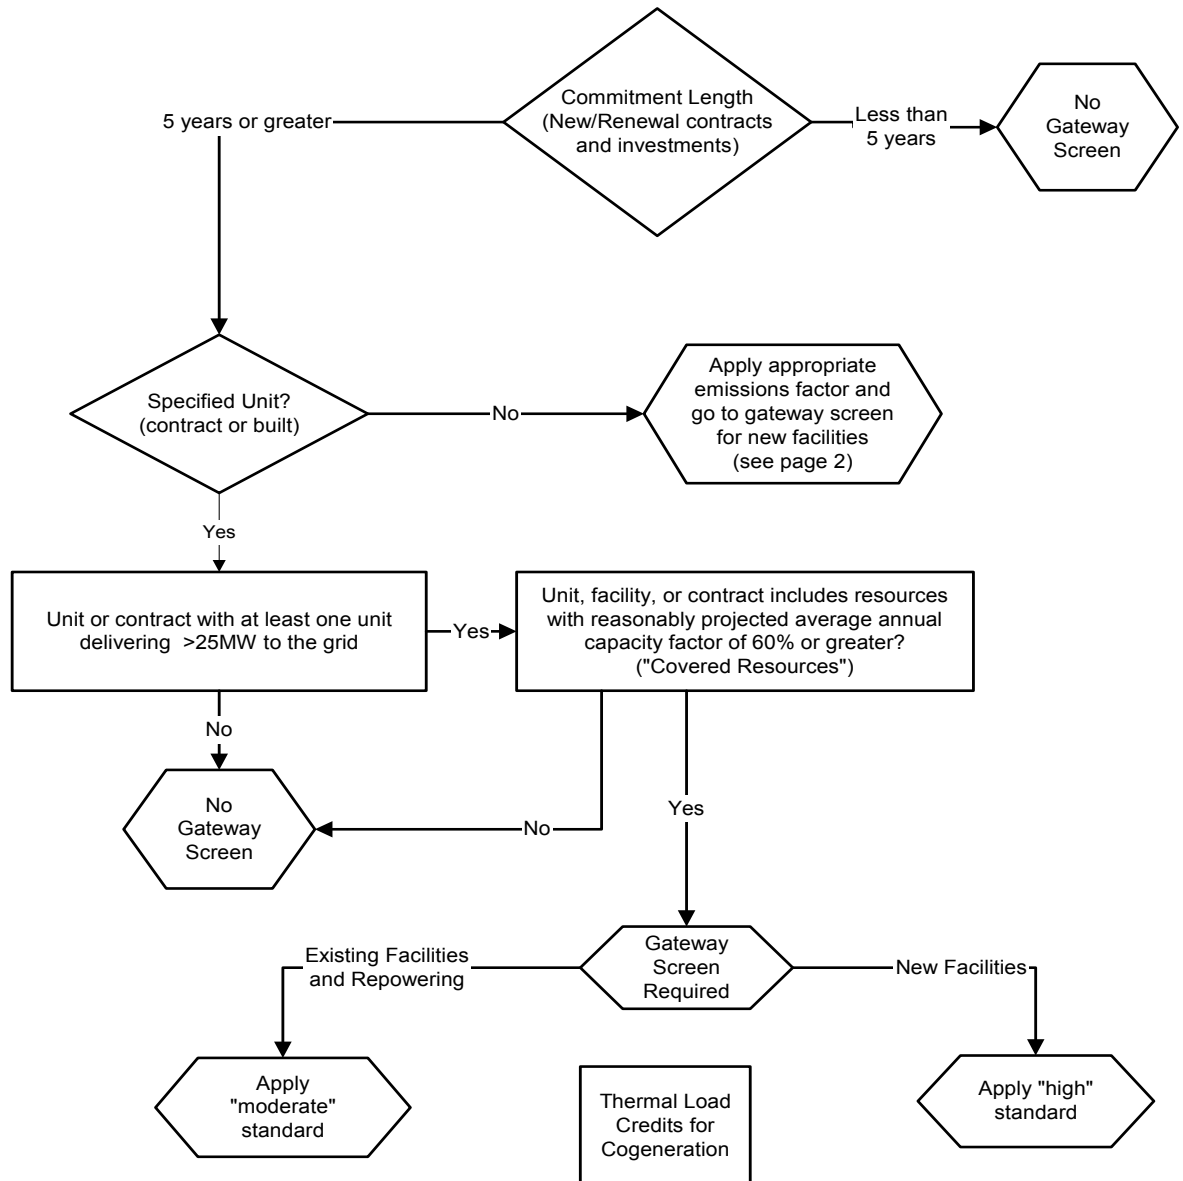 Commitment Length
(New/Renewal contracts
and investments)
5 years or greater
Less than
5 years
No
Gateway
Screen
Specified Unit?
(contract or built)
No
Apply appropriate
emissions factor and
go to gateway screen
for new facilities
(see page 2)
Yes
Unit or contract with at least one unit
delivering >25MW to the grid
Yes
Unit, facility, or contract includes resources
with reasonably projected average annual
capacity factor of 60% or greater?
("Covered Resources")
No
No
Gateway
Screen
No
Yes
Existing Facilities
and Repowering
Gateway
Screen
Required
New Facilities
Apply
"moderate"
standard
Thermal Load
Credits for
Cogeneration
Apply "high"
standard